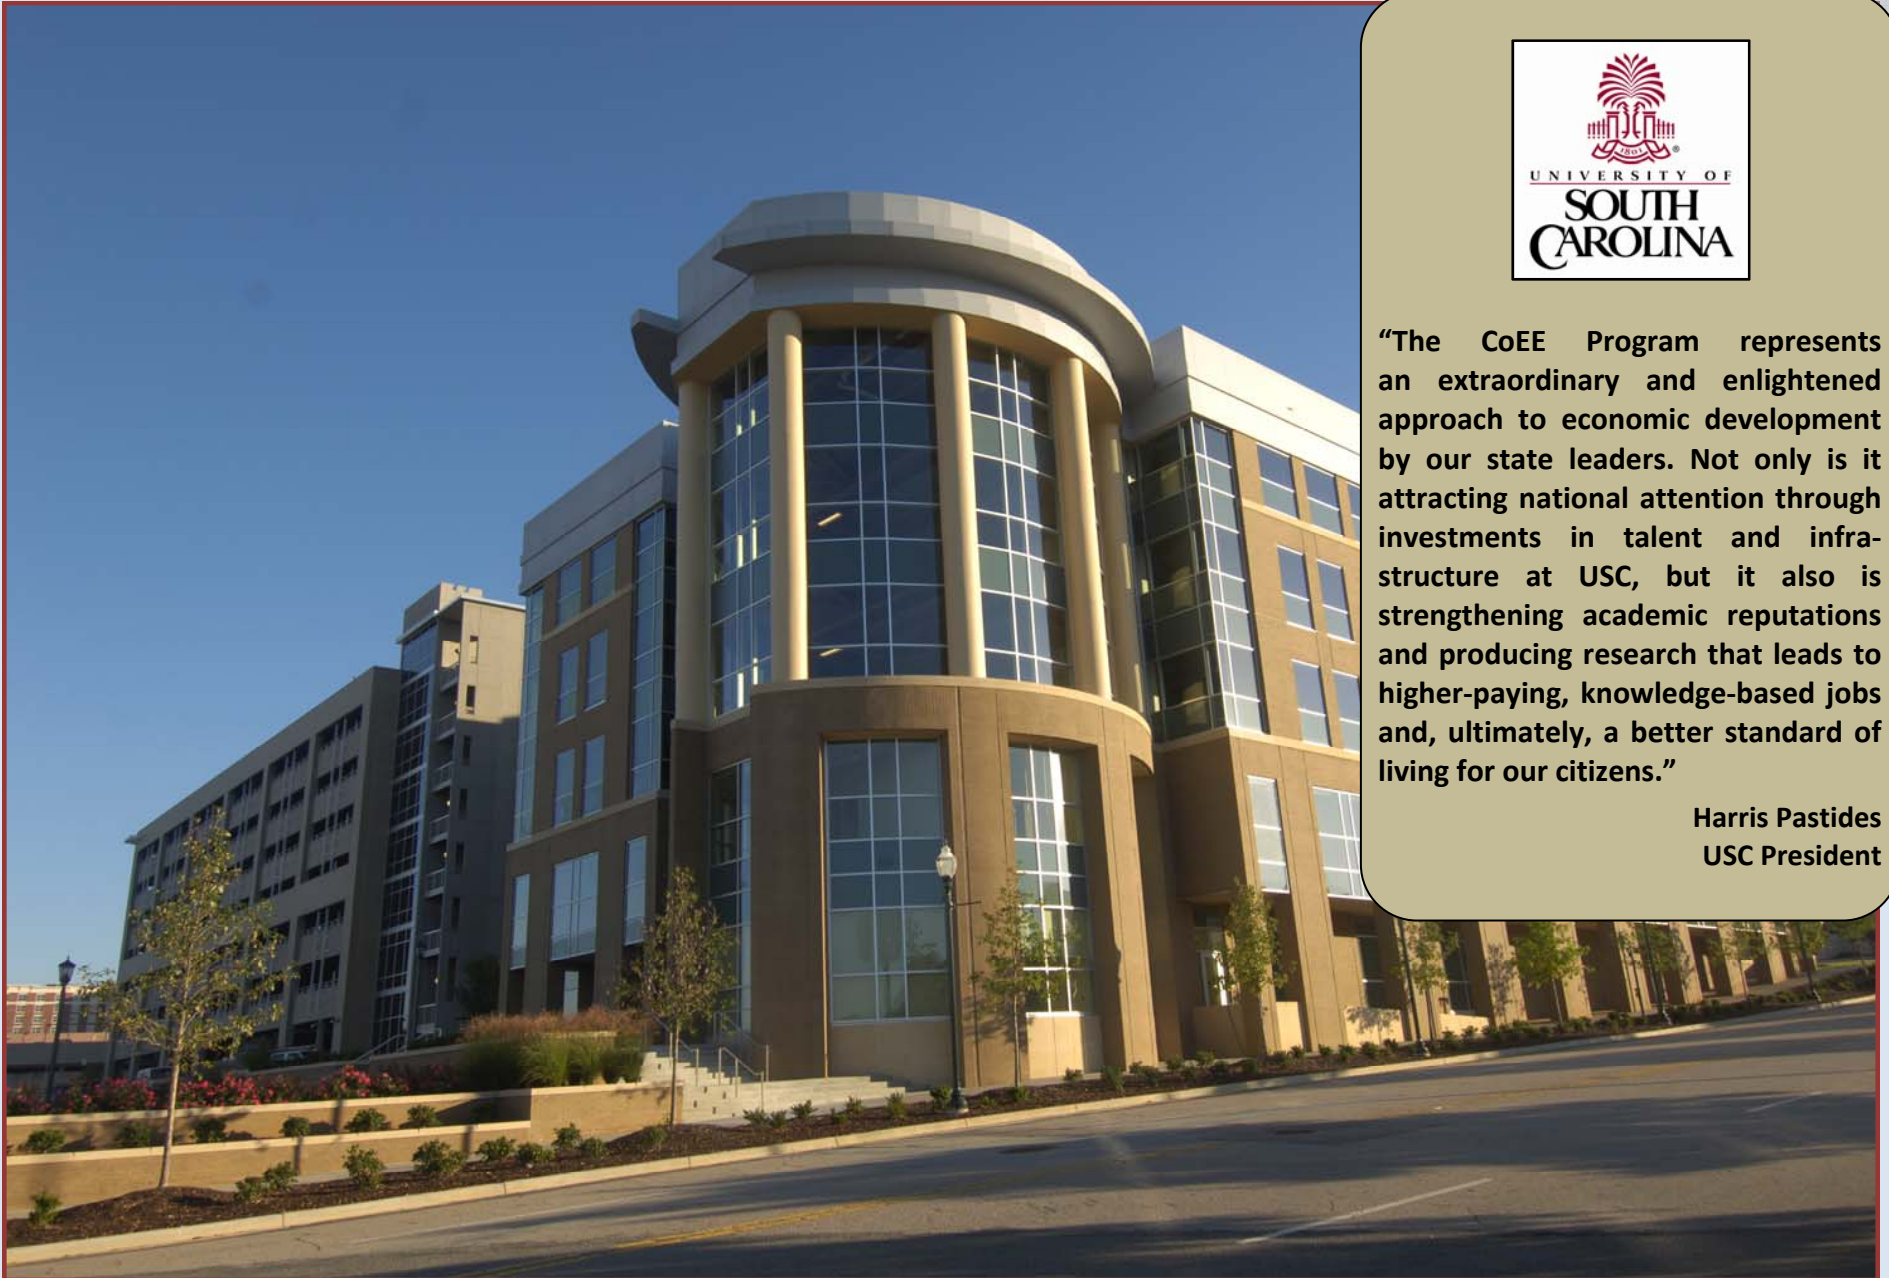 1801
®
UNIVERSITY OF
SOUTH
CAROLINA
“The CoEE Program represents
an extraordinary and enlightened
approach to economic development
by our state leaders. Not only is it
attracting national attention through
investments in talent and infra-
structure at USC, but it also is
strengthening academic reputations
and producing research that leads to
higher-paying, knowledge-based jobs
and, ultimately, a better standard of
living for our citizens.”
Harris Pastides
USC President